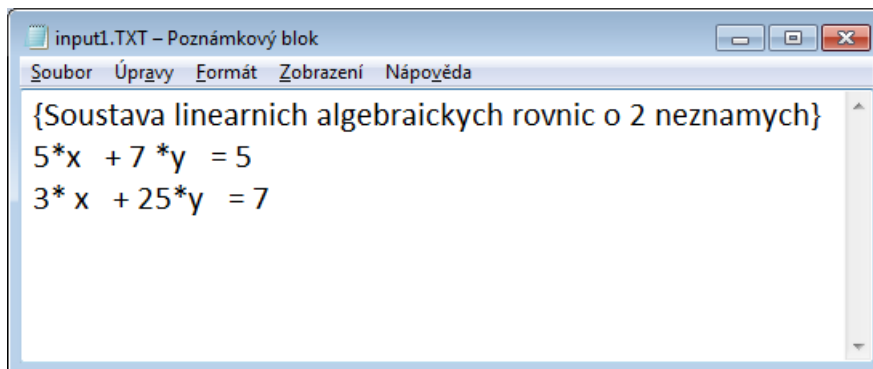 input1.TXT – Poznámkový blok
Soubor Úpravy Formát Zobrazení Nápověda
{Soustava linearnich algebraickych rovnic o 2 neznamych}
5*x + 7 *y = 5
3* x + 25*y = 7